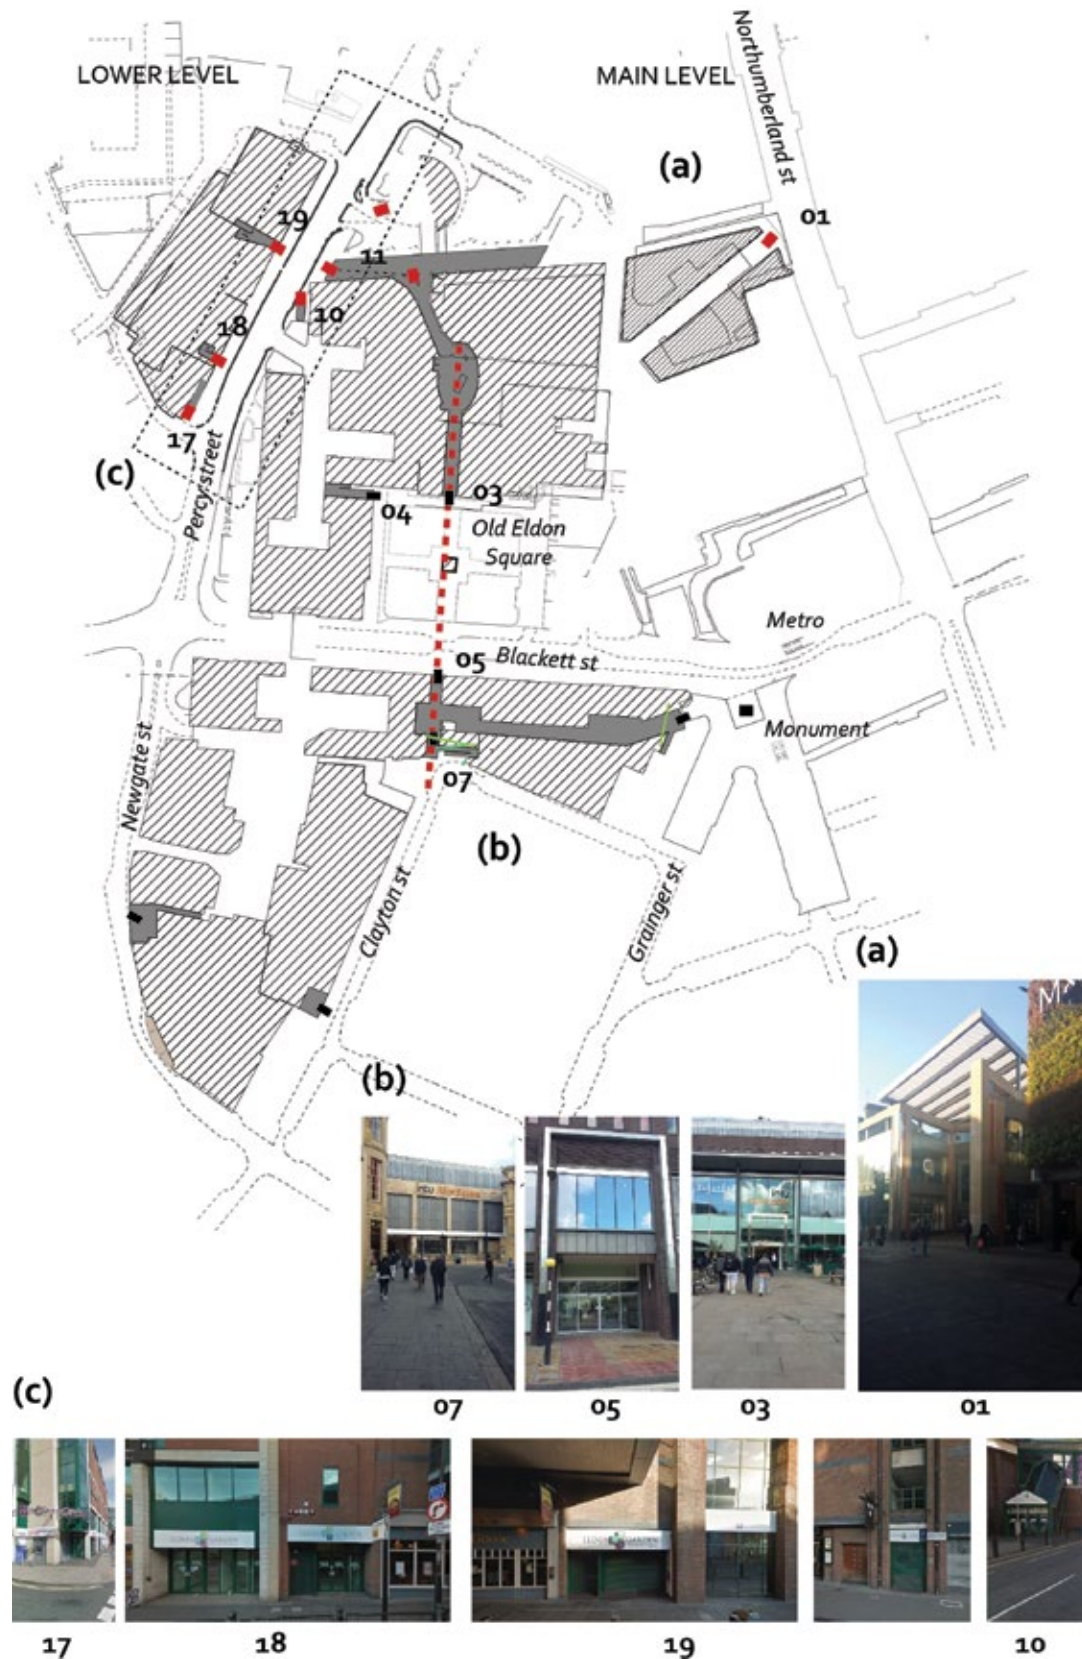 LOWER LEVEL
MAIN LEVEL
Northumberland st
(a)
01
19
11
10
18
17
(c)
Percy street
03
04
Old Eldon
Square
Metro
Blackett st
05
Monument
07
Newgate st
(b)
Clayton st
Grainger st
(a)
(b)
M
07
05
03
01
(c)
GARDEN
17
18
19
10